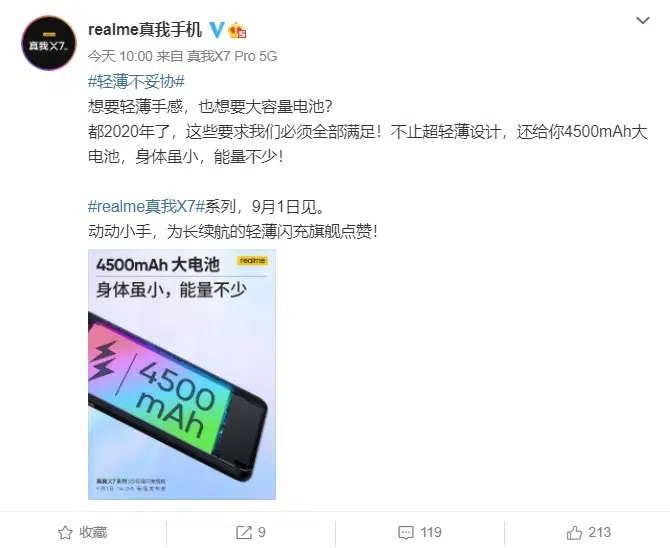 真我X7
realme真我手机
今天 10:00 来自 真我X7 Pro 5G
#轻薄不妥协#
想要轻薄手感，也想要大容量电池？
都2020年了，这些要求我们必须全部满足！不止超轻薄设计，还给你4500mAh大
电池，身体虽小，能量不少！
#realme真我X7#系列，9月1日见。
动动小手，为长续航的轻薄闪充旗舰点赞！
4500mAh 大电池
realme
身体虽小，能量不少
4500
mAh
真我X7系列
收藏
9
119
213